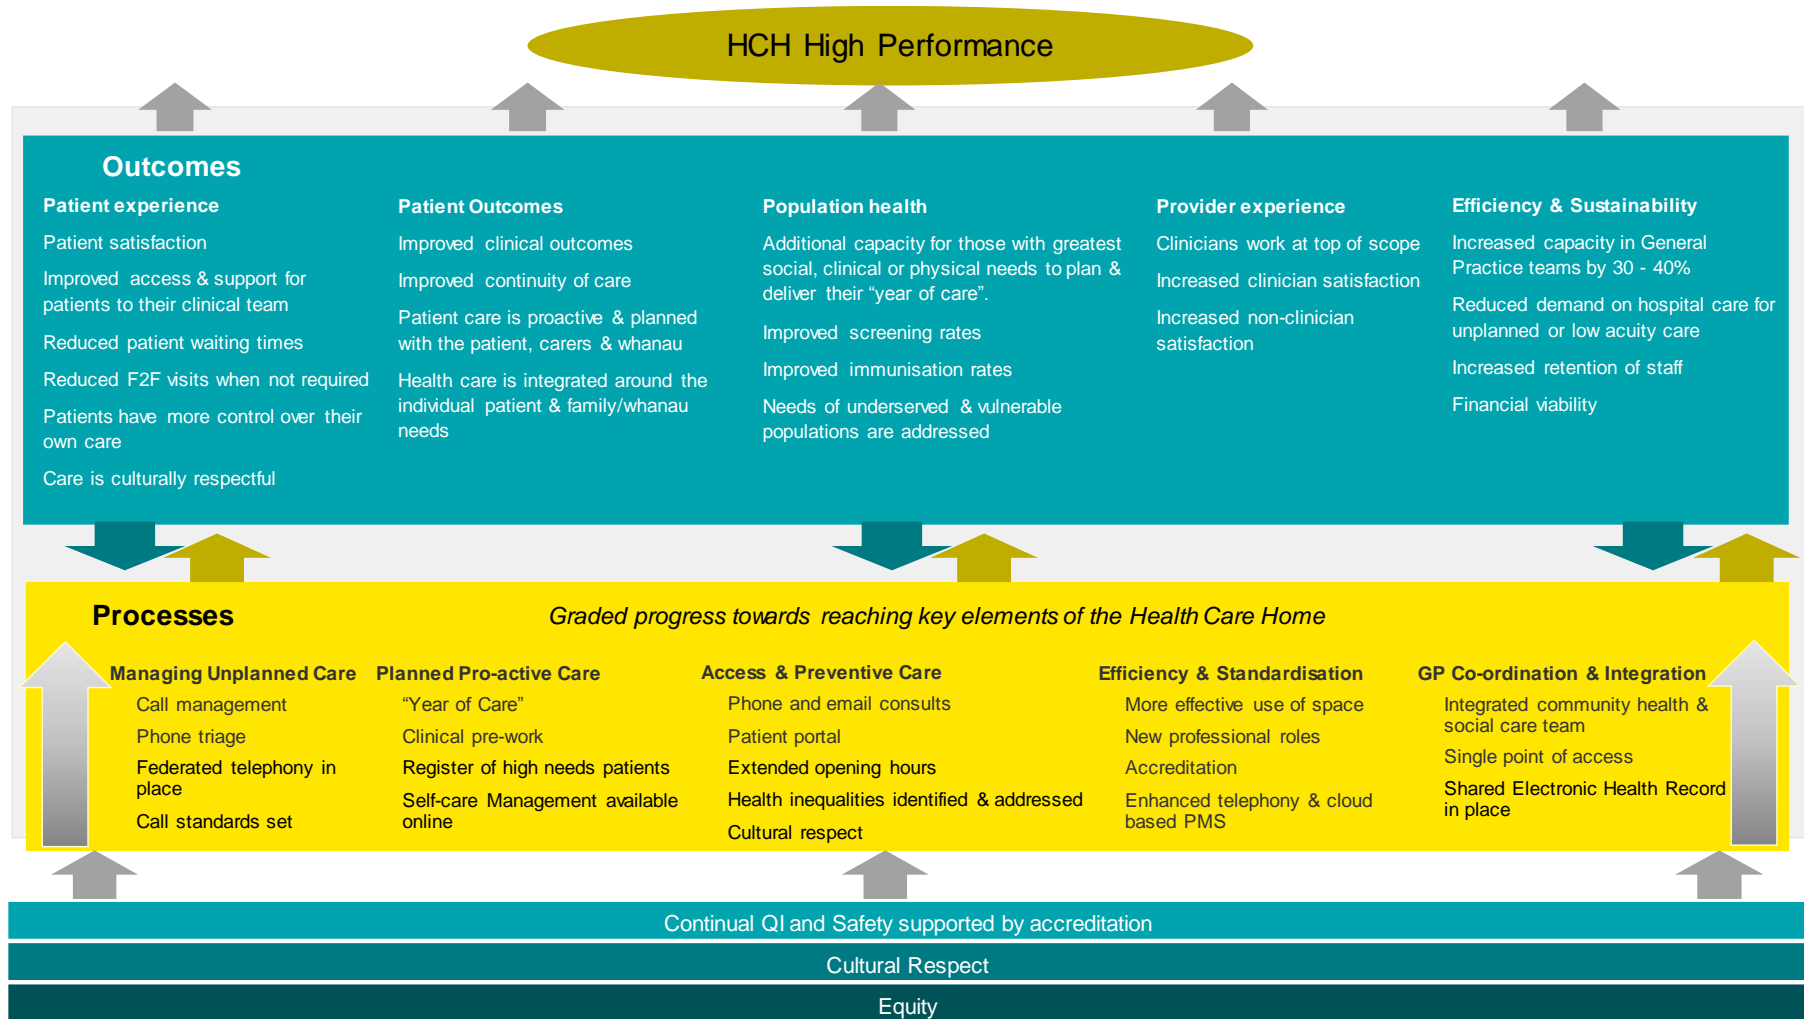 HCH High Performance
Outcomes
Patient experience
Patient satisfaction
Improved access & support for
patients to their clinical team
Reduced patient waiting times
Reduced F2F visits when not required
Patients have more control over their
own care
Care is culturally respectful
Patient Outcomes
Improved clinical outcomes
Improved continuity of care
Patient care is proactive & planned
with the patient, carers & whanau
Health care is integrated around the
individual patient & family/whanau
needs
Population health
Additional capacity for those with greatest
social, clinical or physical needs to plan &
deliver their “year of care”.
Improved screening rates
Improved immunisation rates
Needs of underserved & vulnerable
populations are addressed
Provider experience
Clinicians work at top of scope
Increased clinician satisfaction
Increased non-clinician
satisfaction
Efficiency & Sustainability
Increased capacity in General
Practice teams by 30 - 40%
Reduced demand on hospital care for
unplanned or low acuity care
Increased retention of staff
Financial viability
Processes
Graded progress towards reaching key elements of the Health Care Home
Managing Unplanned Care
Call management
Phone triage
Federated telephony in
place
Call standards set
Planned Pro-active Care
“Year of Care”
Clinical pre-work
Register of high needs patients
Self-care Management available
online
Access & Preventive Care
Phone and email consults
Patient portal
Extended opening hours
Health inequalities identified & addressed
Cultural respect
Efficiency & Standardisation
More effective use of space
New professional roles
Accreditation
Enhanced telephony & cloud
based PMS
GP Co-ordination & Integration
Integrated community health &
social care team
Single point of access
Shared Electronic Health Record
in place
Continual QI and Safety supported by accreditation
Cultural Respect
Equity